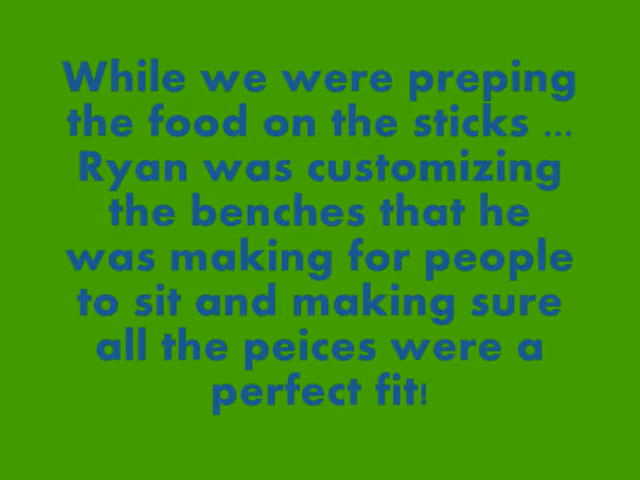 While we were preping
the food on the sticks ...
Ryan was customizing
the benches that he
was making for people
to sit and making sure
all the peices were a
perfect fit!